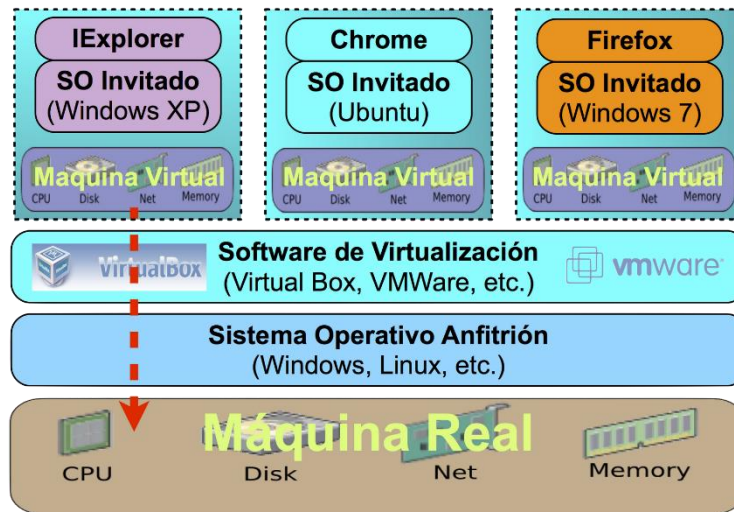 IExplorer
SO Invitado
(Windows XP)
Maquina Virtual
CPU Disk Net Memory
Chrome
SO Invitado
(Ubuntu)
Maquina Virtual
CPU Disk Net Memory
Firefox
SO Invitado
(Windows 7)
Maquina Virtual
CPU Disk Net Memory
VirtualBox
Software de Virtualización
(Virtual Box, VMWare, etc.)
vmware
Sistema Operativo Anfitrión
(Windows, Linux, etc.)
Máquina Real
CPU Disk Net Memory